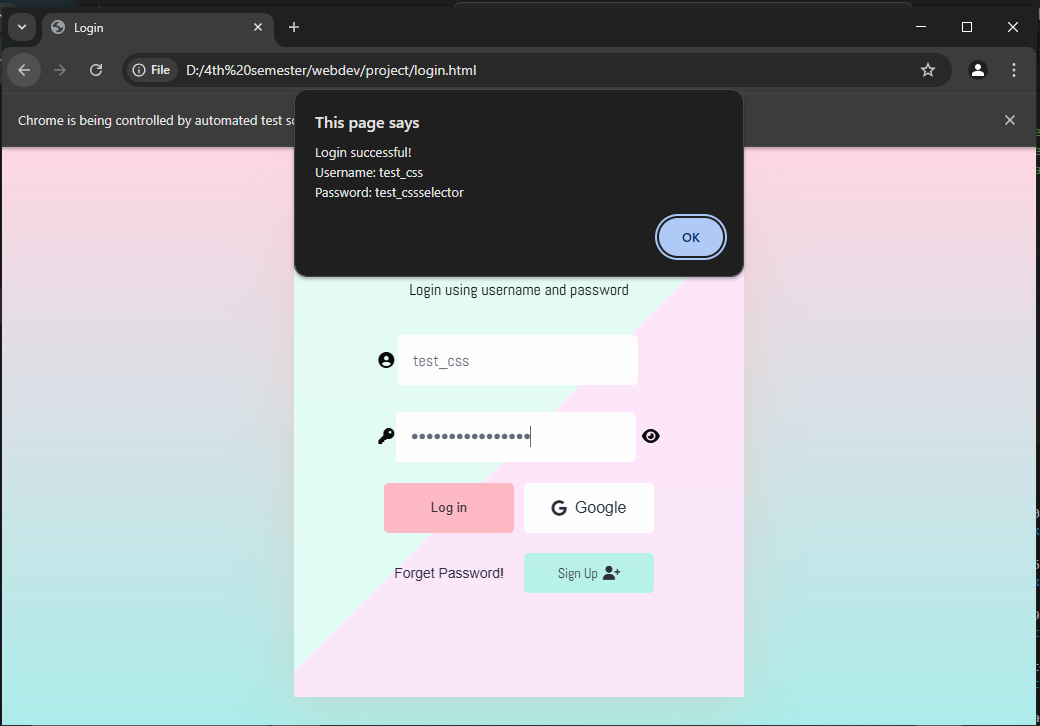 Login
File
D:/4th%20semester/webdev/project/login.html
Chrome is being controlled by automated test
This page says
Login successful!
Username: test_css
Password: test_cssselector
OK
Login using username and password
test_css
Log in
Google
Forget Password!
Sign Up